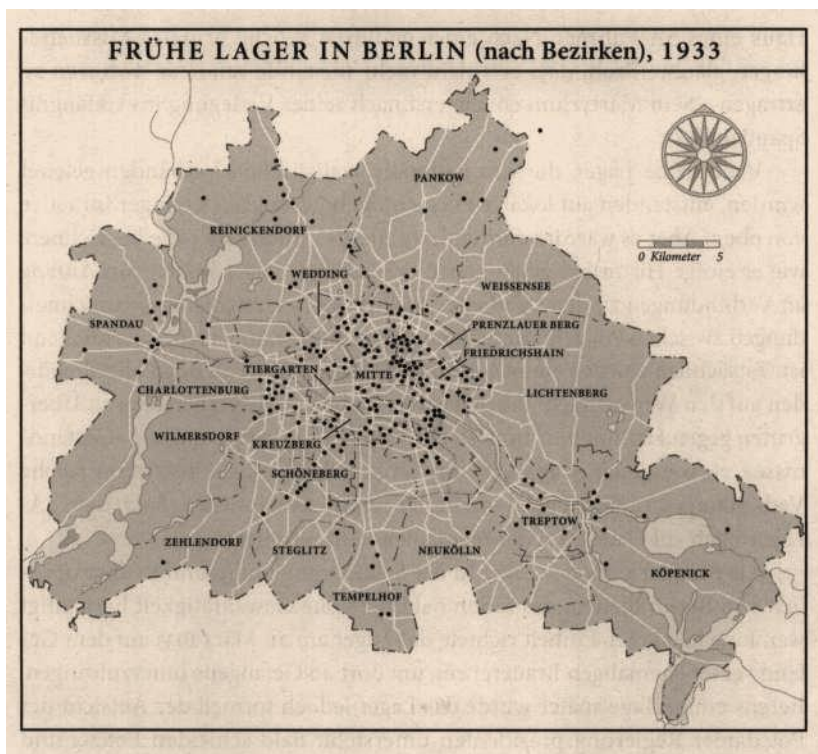 FRÜHE LAGER IN BERLIN (nach Bezirken), 1933
PANKOW
REINICKENDORF
0 Kilometer 5
WEDDING
WEISSENSEE
SPANDAU
PRENZLAUER BERG
FRIEDRICHSHAIN
TIERGARTEN
MITTE
CHARLOTTENBURG
LICHTENBERG
WILMERSDORF
KREUZBERG
SCHÖNEBERG
TREPTOW
ZEHLENDORF
STEGLITZ
NEUKÖLLN
KÖPENICK
TEMPELHOF